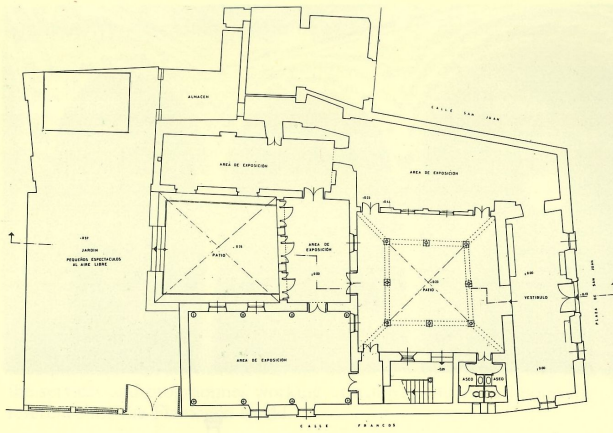 ALMACEN
CALLE SAN JUAN
AREA DE EXPOSICION
AREA DE EXPOSICION
JARDIN
PEQUEÑOS ESPECTACULOS
AL AIRE LIBRE
PATIO
AREA DE
EXPOSICION
PATIO
VESTIBULO
PLAZA DE SAN JUAN
AREA DE EXPOSICION
ASEO
ASEO
CALLE FRANCOS